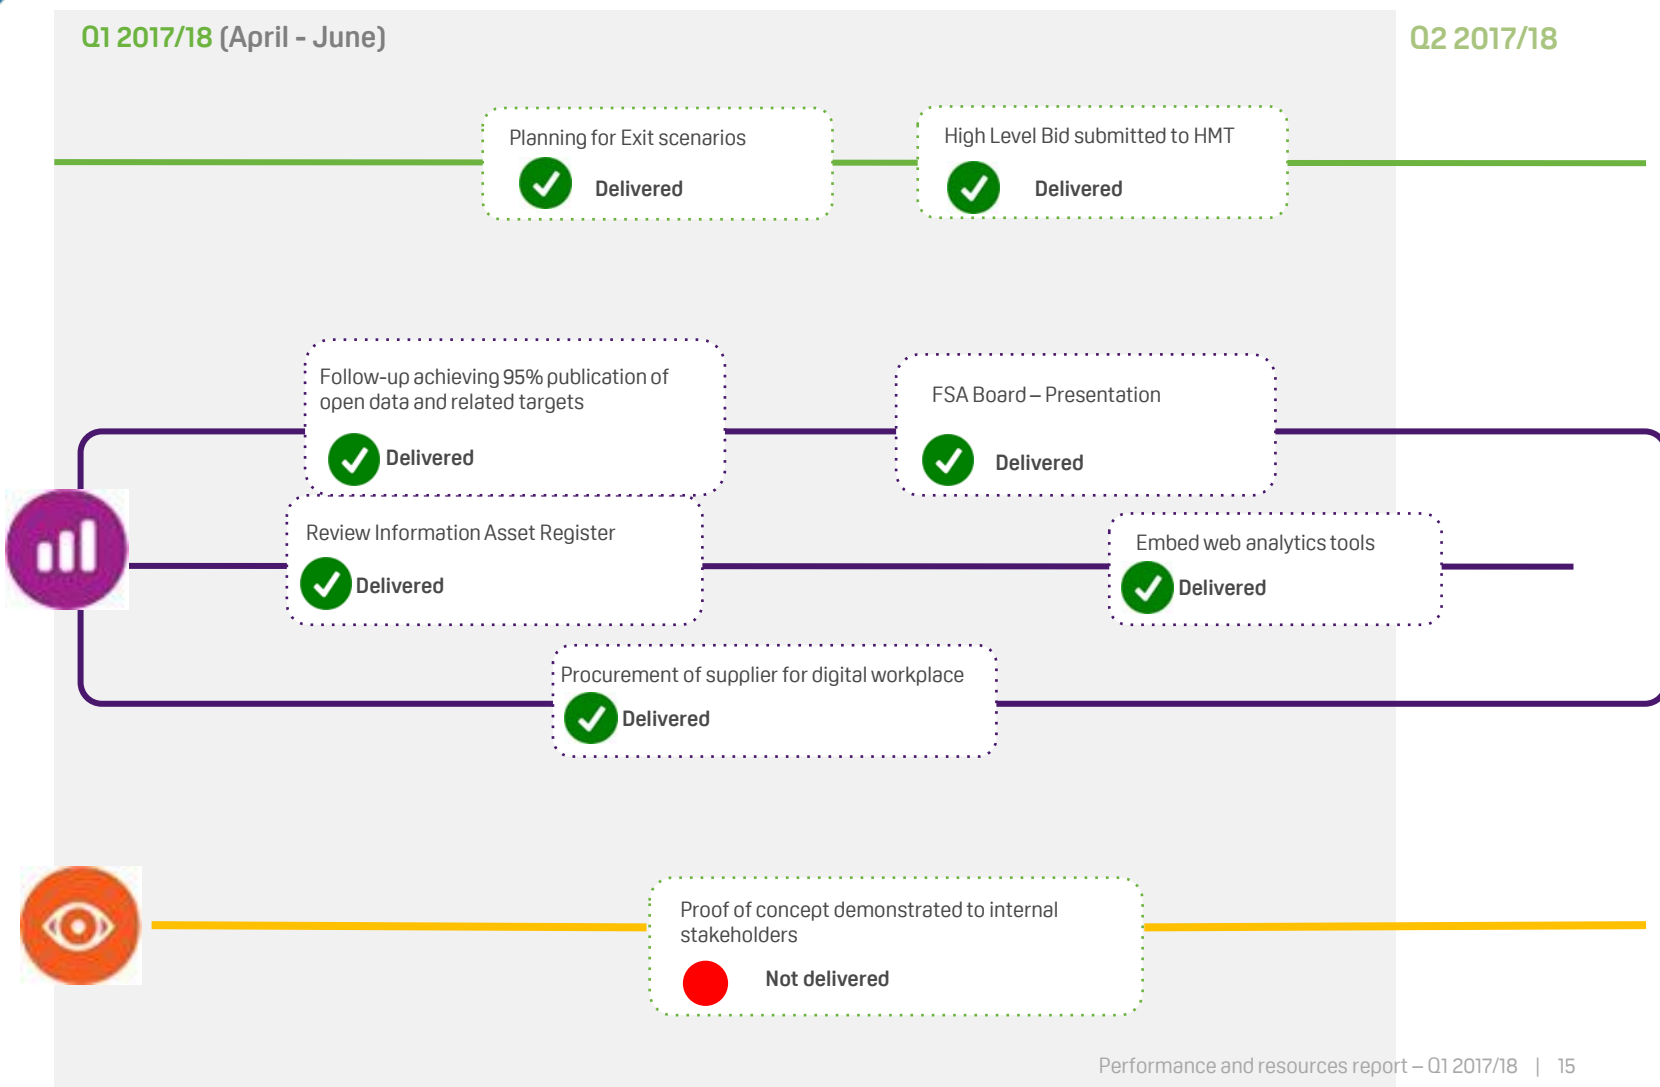 Q1 2017/18 (April - June)
Q2 2017/18
Planning for Exit scenarios
Delivered
High Level Bid submitted to HMT
Delivered
Follow-up achieving 95% publication of
open data and related targets
Delivered
FSA Board – Presentation
Delivered
Review Information Asset Register
Delivered
Embed web analytics tools
Delivered
Procurement of supplier for digital workplace
Delivered
Proof of concept demonstrated to internal
stakeholders
Not delivered
Performance and resources report – Q1 2017/18 | 15